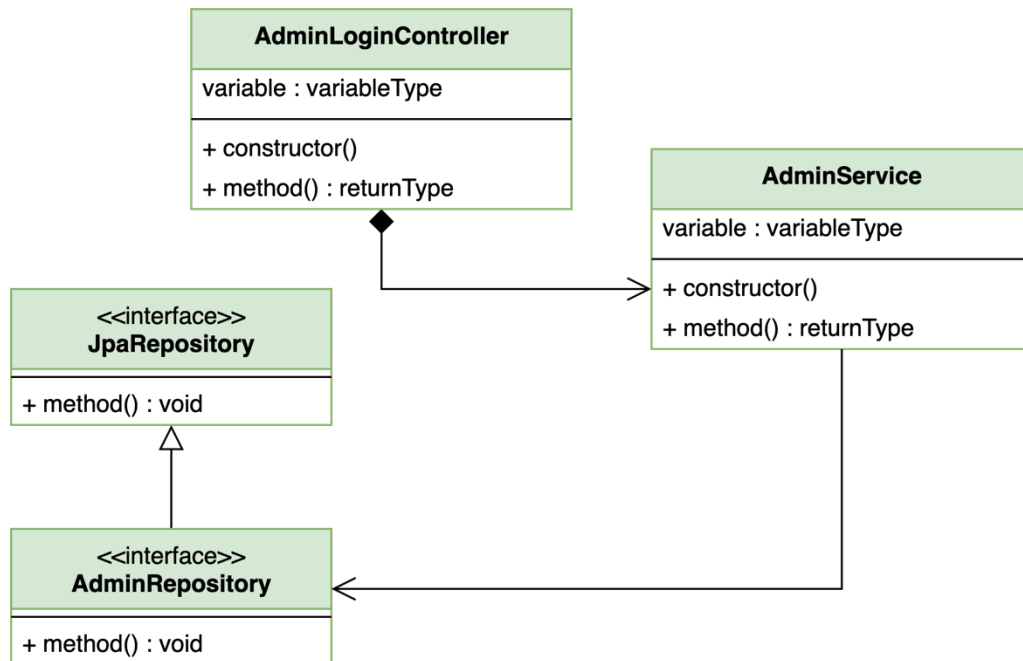 AdminLoginController
variable : variableType
+ constructor()
+ method() : returnType
AdminService
variable : variableType
+ constructor()
+ method() : returnType
<<interface>>
JpaRepository
+ method() : void
<<interface>>
AdminRepository
+ method() : void